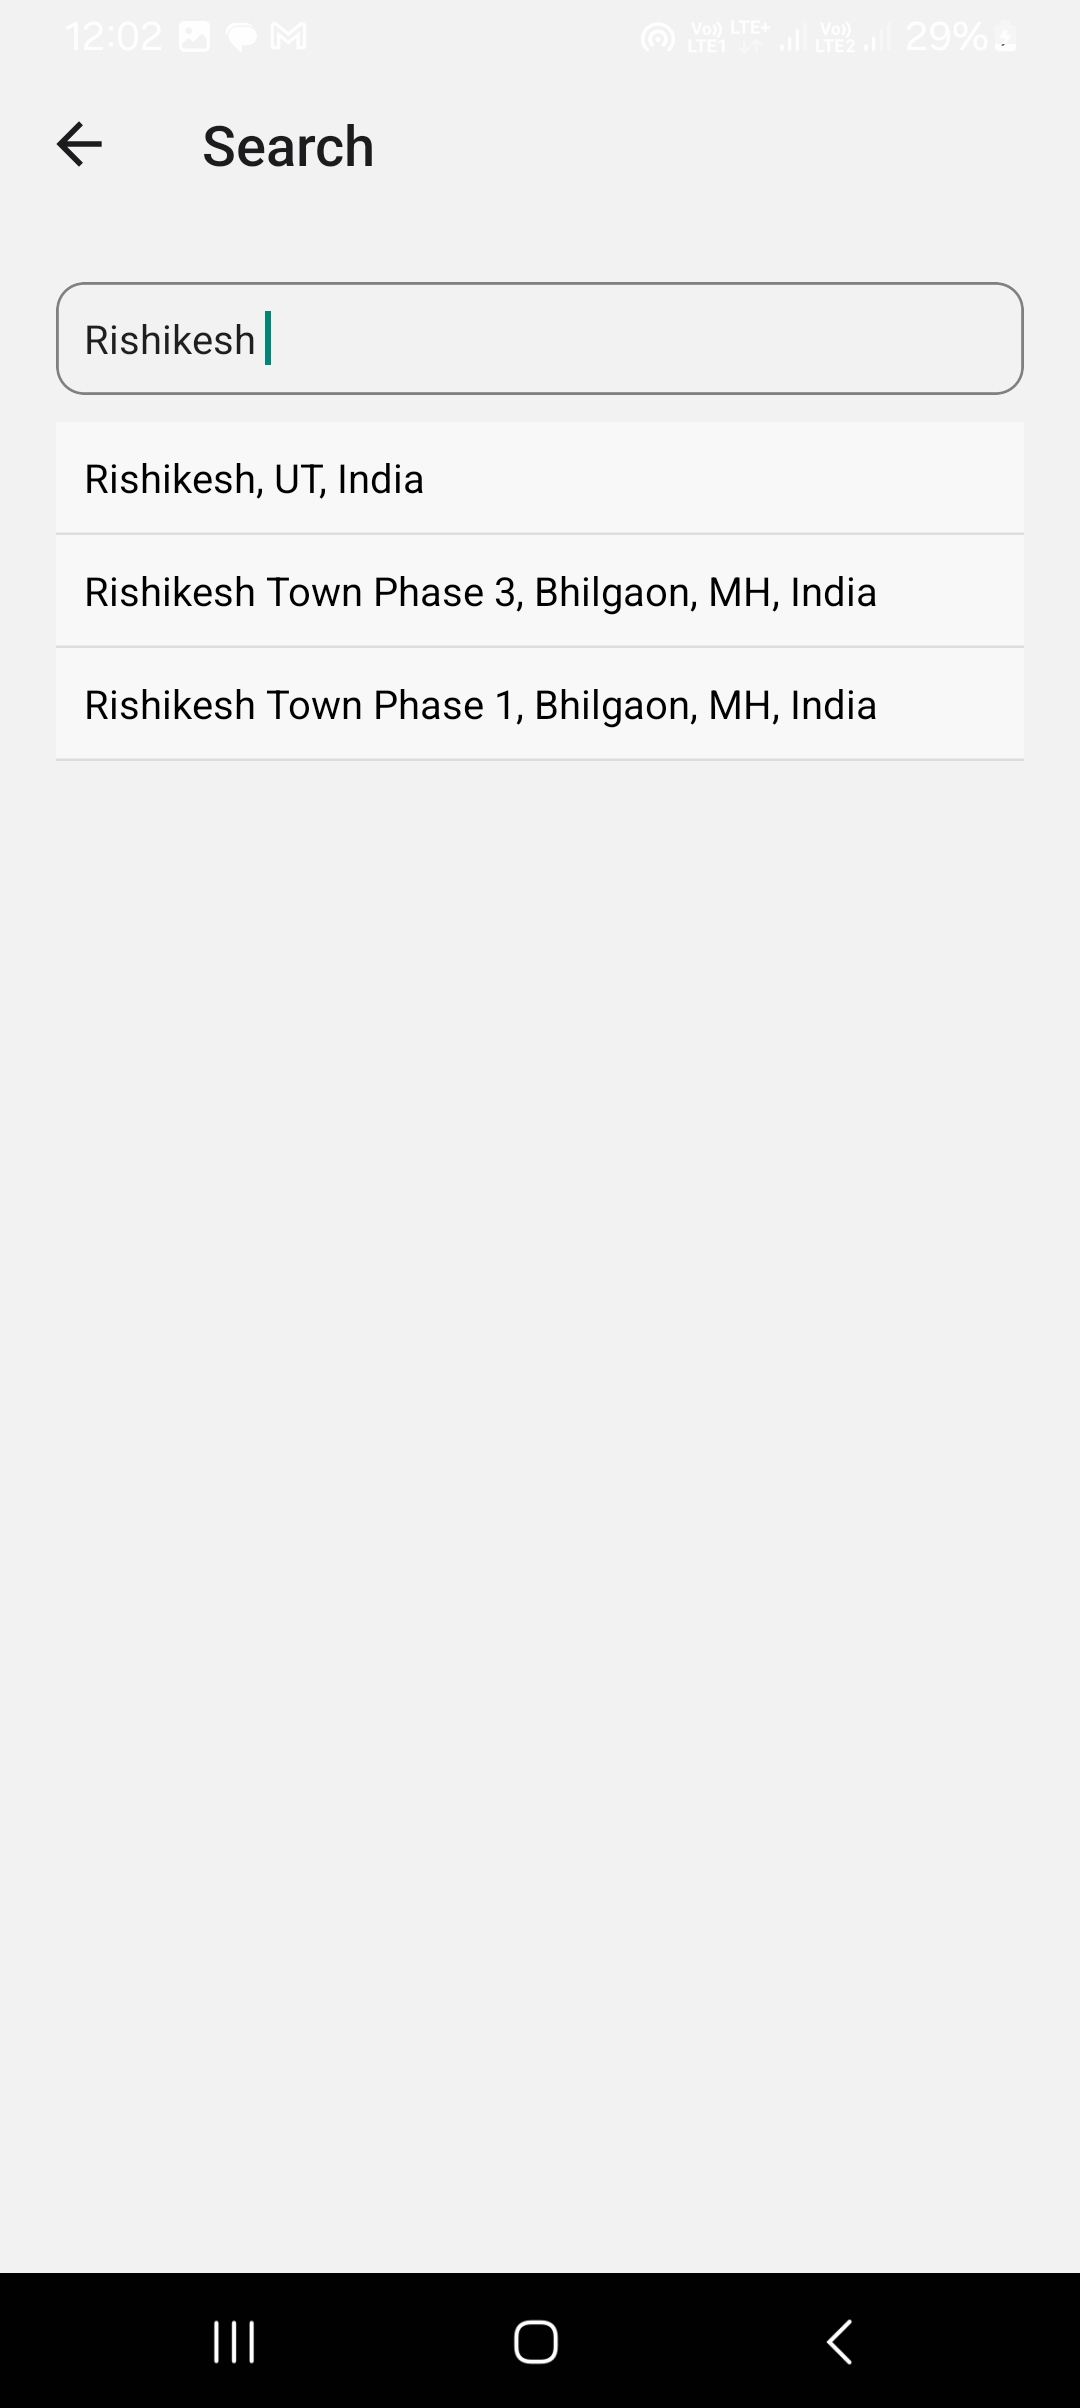 12:02 Vo)) LTE1 LTE+ Vo)) LTE2 29%
Search
Rishikesh
Rishikesh, UT, India
Rishikesh Town Phase 3, Bhilgaon, MH, India
Rishikesh Town Phase 1, Bhilgaon, MH, India